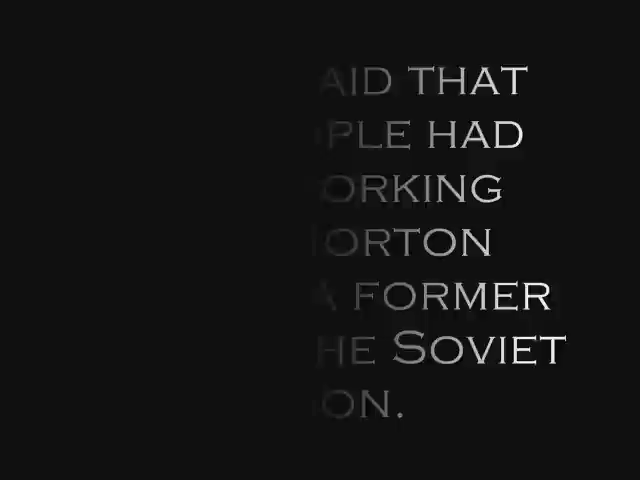 AID THAT
PLE HAD
ORKING
ORTON
A FORMER
HE SOVIET
ON.